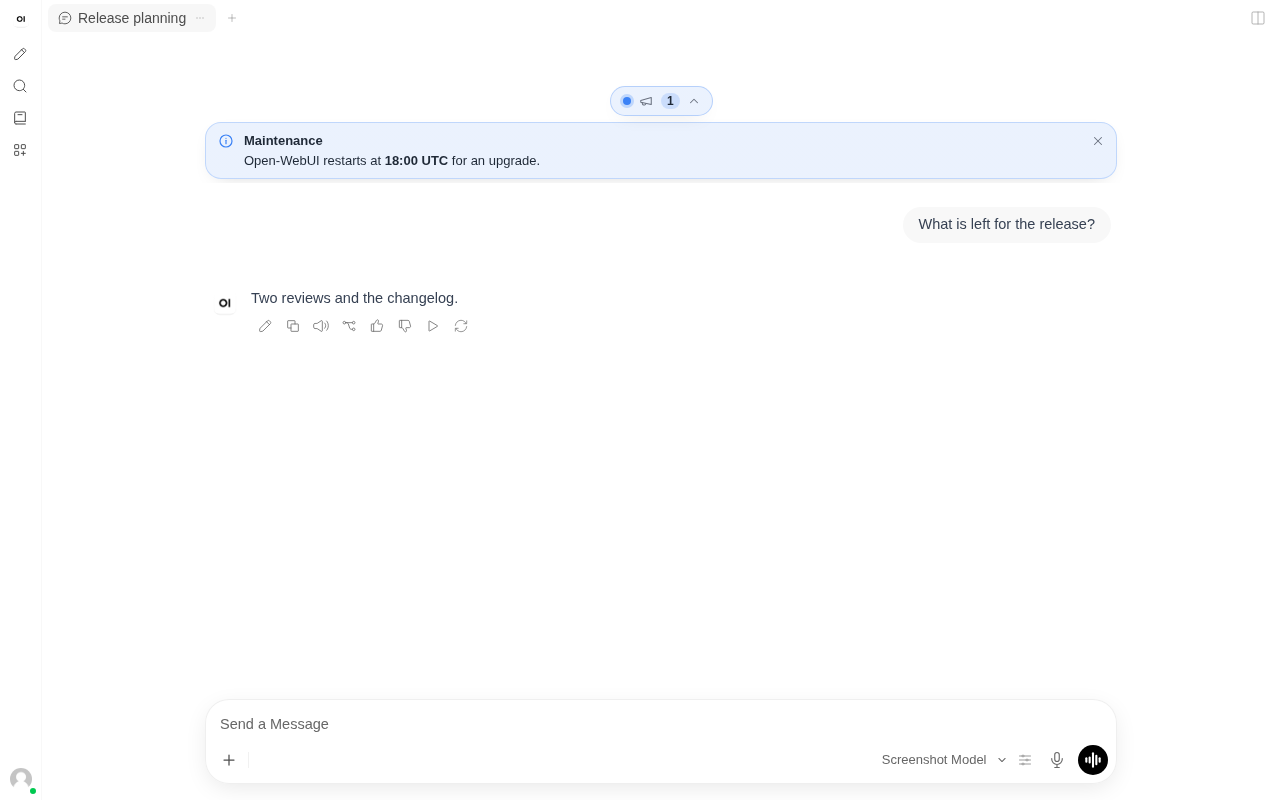 OI
Release planning
1
Maintenance
Open-WebUI restarts at 18:00 UTC for an upgrade.
What is left for the release?
OI
Two reviews and the changelog.
Send a Message
Screenshot Model